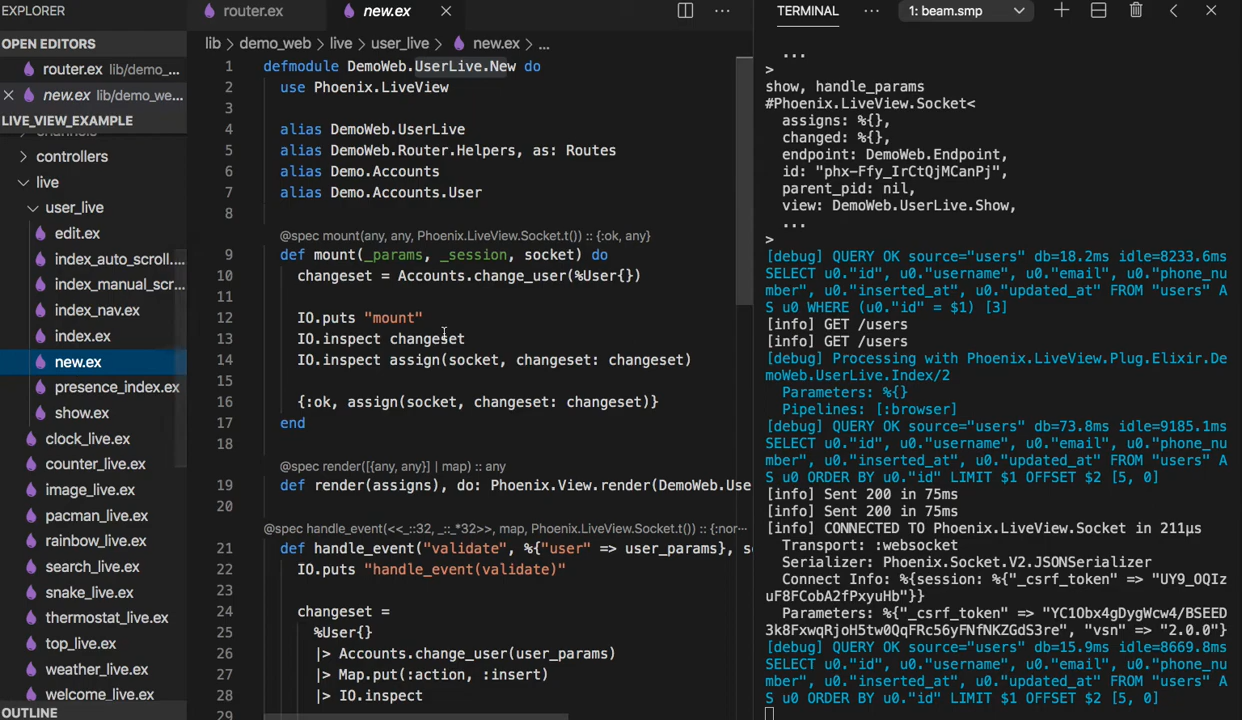 EXPLORER
OPEN EDITORS
router.ex lib/demo_...
new.ex lib/demo_we...
LIVE_VIEW_EXAMPLE
channels
controllers
live
user_live
edit.ex
index_auto_scroll....
index_manual_scr...
index_nav.ex
index.ex
new.ex
presence_index.ex
show.ex
clock_live.ex
counter_live.ex
image_live.ex
pacman_live.ex
rainbow_live.ex
search_live.ex
snake_live.ex
thermostat_live.ex
top_live.ex
weather_live.ex
welcome_live.ex
OUTLINE
router.ex
new.ex
lib > demo_web > live > user_live > new.ex > ...
1 defmodule DemoWeb.UserLive.New do
2 use Phoenix.LiveView
3
4 alias DemoWeb.UserLive
5 alias DemoWeb.Router.Helpers, as: Routes
6 alias Demo.Accounts
7 alias Demo.Accounts.User
8
@spec mount(any, any, Phoenix.LiveView.Socket.t()) :: {:ok, any}
9 def mount(_params, _session, socket) do
10 changeset = Accounts.change_user(%User{})
11
12 IO.puts "mount"
13 IO.inspect changeset
14 IO.inspect assign(socket, changeset: changeset)
15
16 {:ok, assign(socket, changeset: changeset)}
17 end
18
@spec render([{any, any}] | map) :: any
19 def render(assigns), do: Phoenix.View.render(DemoWeb.Use
20
@spec handle_event(<<_::32, _::_*32>>, map, Phoenix.LiveView.Socket.t()) :: {:nor...
21 def handle_event("validate", %{"user" => user_params}, so
22 IO.puts "handle_event(validate)"
23
24 changeset =
25 %User{}
26 |> Accounts.change_user(user_params)
27 |> Map.put(:action, :insert)
28 |> IO.inspect
29
TERMINAL ... 1: beam.smp
...
>
show, handle_params
#Phoenix.LiveView.Socket<
assigns: %{},
changed: %{},
endpoint: DemoWeb.Endpoint,
id: "phx-Ffy_IrCtQjMCanPj",
parent_pid: nil,
view: DemoWeb.UserLive.Show,
...
>
[debug] QUERY OK source="users" db=18.2ms idle=8233.6ms
SELECT u0."id", u0."username", u0."email", u0."phone_nu
mber", u0."inserted_at", u0."updated_at" FROM "users" A
S u0 WHERE (u0."id" = $1) [3]
[info] GET /users
[info] GET /users
[debug] Processing with Phoenix.LiveView.Plug.Elixir.De
moWeb.UserLive.Index/2
Parameters: %{}
Pipelines: [:browser]
[debug] QUERY OK source="users" db=73.8ms idle=9185.1ms
SELECT u0."id", u0."username", u0."email", u0."phone_nu
mber", u0."inserted_at", u0."updated_at" FROM "users" A
S u0 ORDER BY u0."id" LIMIT $1 OFFSET $2 [5, 0]
[info] Sent 200 in 75ms
[info] Sent 200 in 75ms
[info] CONNECTED TO Phoenix.LiveView.Socket in 211µs
Transport: :websocket
Serializer: Phoenix.Socket.V2.JSONSerializer
Connect Info: %{session: %{"_csrf_token" => "UY9_OQIz
uF8FCobA2fPxyuHb"}}
Parameters: %{"_csrf_token" => "YC1Obx4gDygWcw4/BSEED
3k8FxwqRjoH5tw0QqFRc56yFNfNKZGdS3re", "vsn" => "2.0.0"}
[debug] QUERY OK source="users" db=15.9ms idle=8669.8ms
SELECT u0."id", u0."username", u0."email", u0."phone_nu
mber", u0."inserted_at", u0."updated_at" FROM "users" A
S u0 ORDER BY u0."id" LIMIT $1 OFFSET $2 [5, 0]